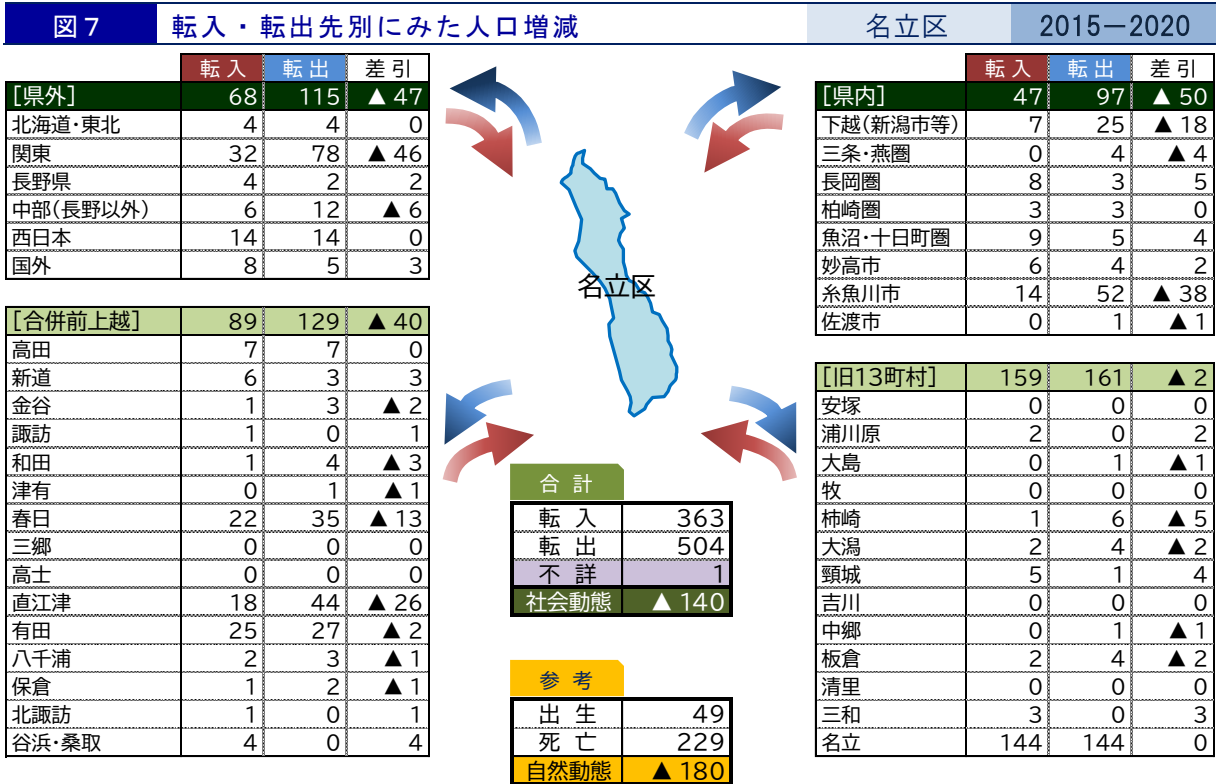 図7 転入・転出先別にみた人口増減 名立区 2015－2020
転入 転出 差引
[県外] 68 115 ▲ 47
北海道・東北 4 4 0
関東 32 78 ▲ 46
長野県 4 2 2
中部(長野以外) 6 12 ▲ 6
西日本 14 14 0
国外 8 5 3
[合併前上越] 89 129 ▲ 40
高田 7 7 0
新道 6 3 3
金谷 1 3 ▲ 2
諏訪 1 0 1
和田 1 4 ▲ 3
津有 0 1 ▲ 1
春日 22 35 ▲ 13
三郷 0 0 0
高士 0 0 0
直江津 18 44 ▲ 26
有田 25 27 ▲ 2
八千浦 2 3 ▲ 1
保倉 1 2 ▲ 1
北諏訪 1 0 1
谷浜・桑取 4 0 4
名立区
合計
転入 363
転出 504
不詳 1
社会動態 ▲ 140
参考
出生 49
死亡 229
自然動態 ▲ 180
転入 転出 差引
[県内] 47 97 ▲ 50
下越(新潟市等) 7 25 ▲ 18
三条・燕圏 0 4 ▲ 4
長岡圏 8 3 5
柏崎圏 3 3 0
魚沼・十日町圏 9 5 4
妙高市 6 4 2
糸魚川市 14 52 ▲ 38
佐渡市 0 1 ▲ 1
[旧13町村] 159 161 ▲ 2
安塚 0 0 0
浦川原 2 0 2
大島 0 1 ▲ 1
牧 0 0 0
柿崎 1 6 ▲ 5
大潟 2 4 ▲ 2
頸城 5 1 4
吉川 0 0 0
中郷 0 1 ▲ 1
板倉 2 4 ▲ 2
清里 0 0 0
三和 3 0 3
名立 144 144 0